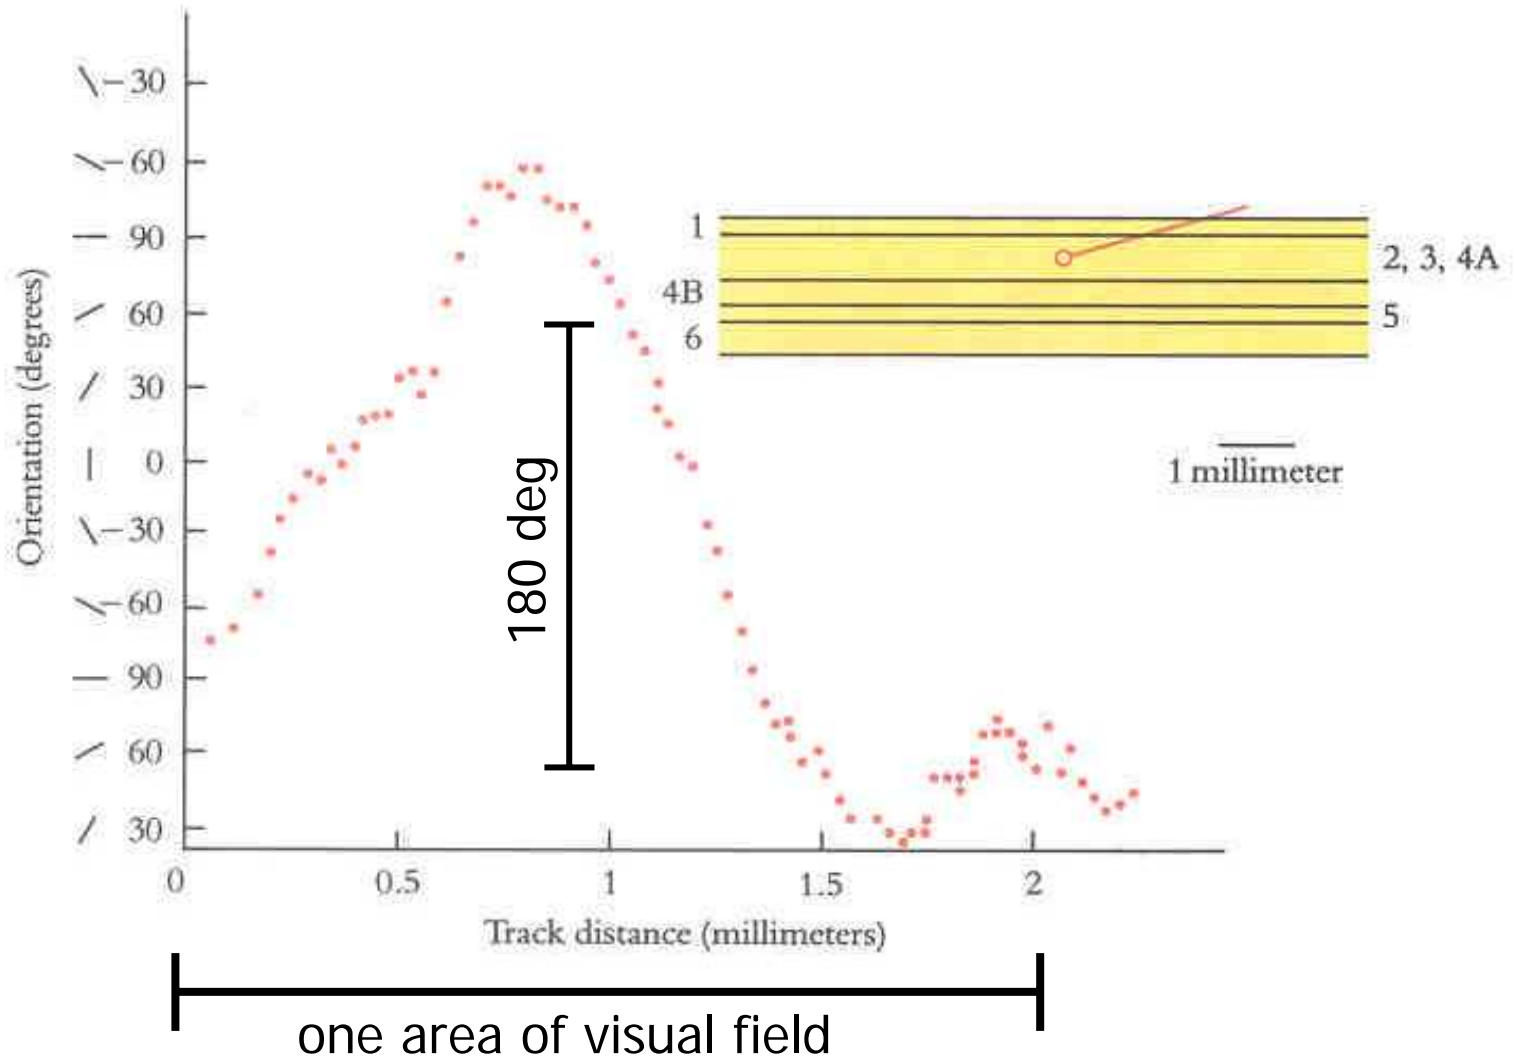 Orientation (degrees)
-30
-60
90
60
30
0
-30
-60
90
60
30
180 deg
1
4B
6
2, 3, 4A
5
1 millimeter
0 0.5 1 1.5 2
Track distance (millimeters)
one area of visual field